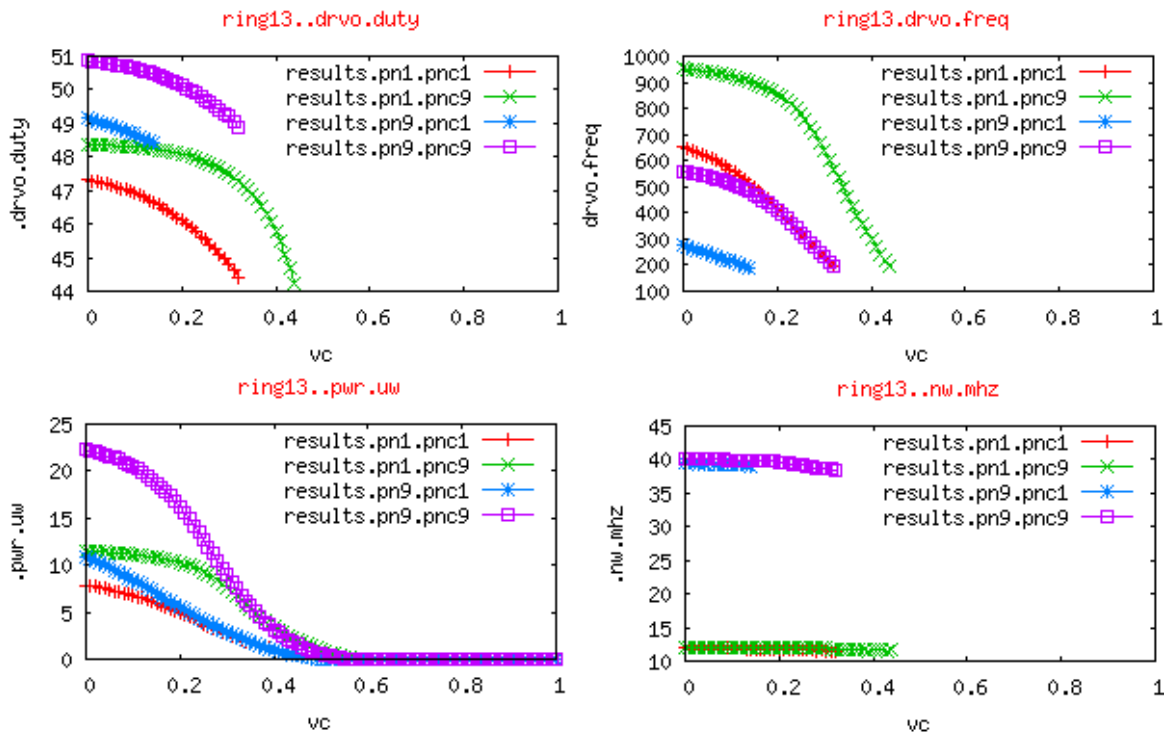 ring13..drvo.duty
51
50
49
48
47
46
45
44
.drvo.duty
results.pn1.pnc1
results.pn1.pnc9
results.pn9.pnc1
results.pn9.pnc9
0 0.2 0.4 0.6 0.8 1
vc
ring13.drvo.freq
1000
900
800
700
600
500
400
300
200
100
drvo.freq
results.pn1.pnc1
results.pn1.pnc9
results.pn9.pnc1
results.pn9.pnc9
0 0.2 0.4 0.6 0.8 1
vc
ring13..pwr.uw
25
20
15
10
5
0
.pwr.uw
results.pn1.pnc1
results.pn1.pnc9
results.pn9.pnc1
results.pn9.pnc9
0 0.2 0.4 0.6 0.8 1
vc
ring13..nw.mhz
45
40
35
30
25
20
15
10
.nw.mhz
results.pn1.pnc1
results.pn1.pnc9
results.pn9.pnc1
results.pn9.pnc9
0 0.2 0.4 0.6 0.8 1
vc